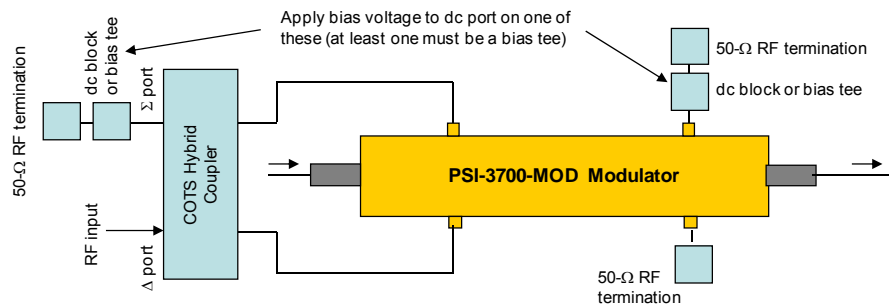 Apply bias voltage to dc port on one of
these (at least one must be a bias tee)
50-Ω RF termination
dc block
or bias tee
Σ port
COTS Hybrid
Coupler
RF input
Δ port
PSI-3700-MOD Modulator
50-Ω RF termination
dc block or bias tee
50-Ω RF
termination